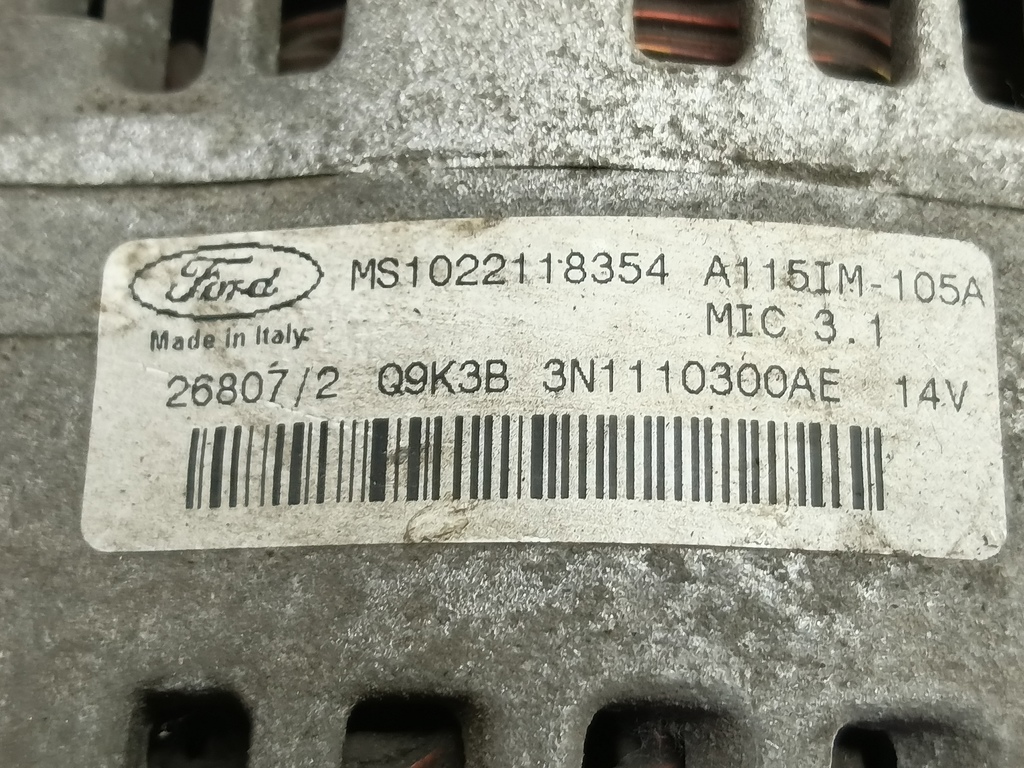 Ford MS1022118354 A115IM-105A
Made in Italy MIC 3.1
26807/2 Q9K3B 3N1110300AE 14V